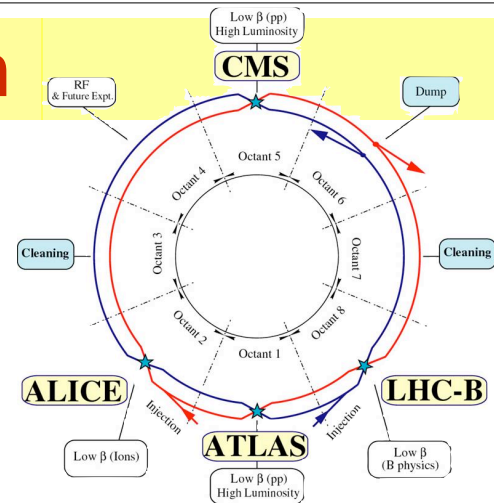 n
Low β (pp)
High Luminosity
CMS
RF
& Future Expt.
Dump
Octant 5
Octant 4
Octant 6
Cleaning
Octant 3
Octant 7
Cleaning
Octant 2
Octant 8
Octant 1
ALICE
LHC-B
Injection
ATLAS
Injection
Low β (Ions)
Low β (pp)
High Luminosity
Low β
(B physics)